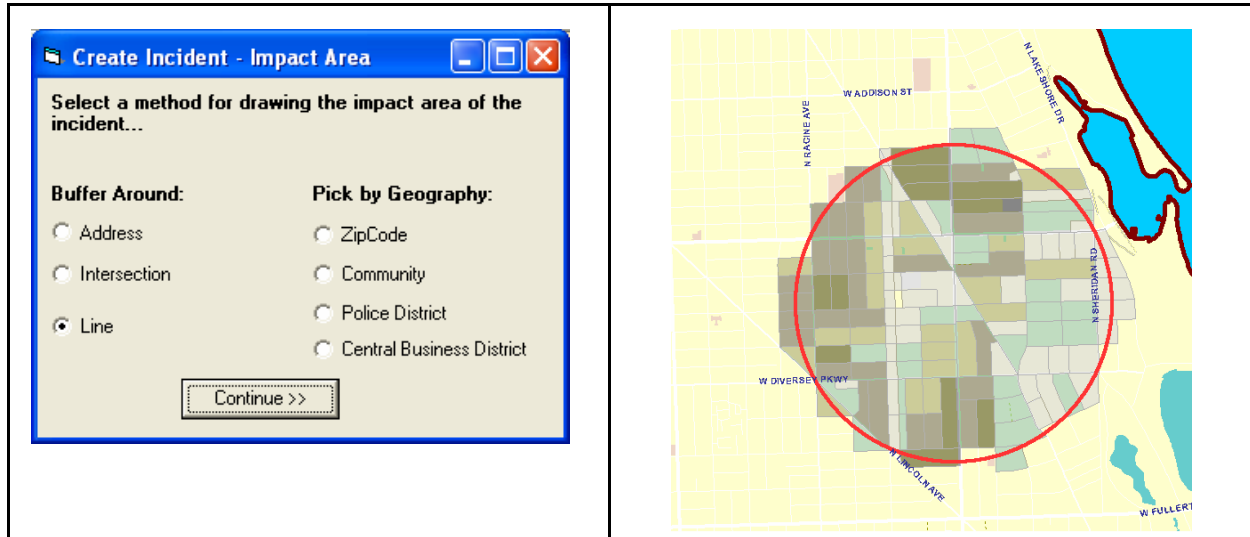 Create Incident - Impact Area
Select a method for drawing the impact area of the
incident...
Buffer Around:
Pick by Geography:
Address
ZipCode
Intersection
Community
Line
Police District
Central Business District
Continue >>
N LAKE SHORE DR
W ADDISON ST
N RACINE AVE
N SHERIDAN RD
W DIVERSEY PKWY
N LINCOLN AVE
W FULLERT